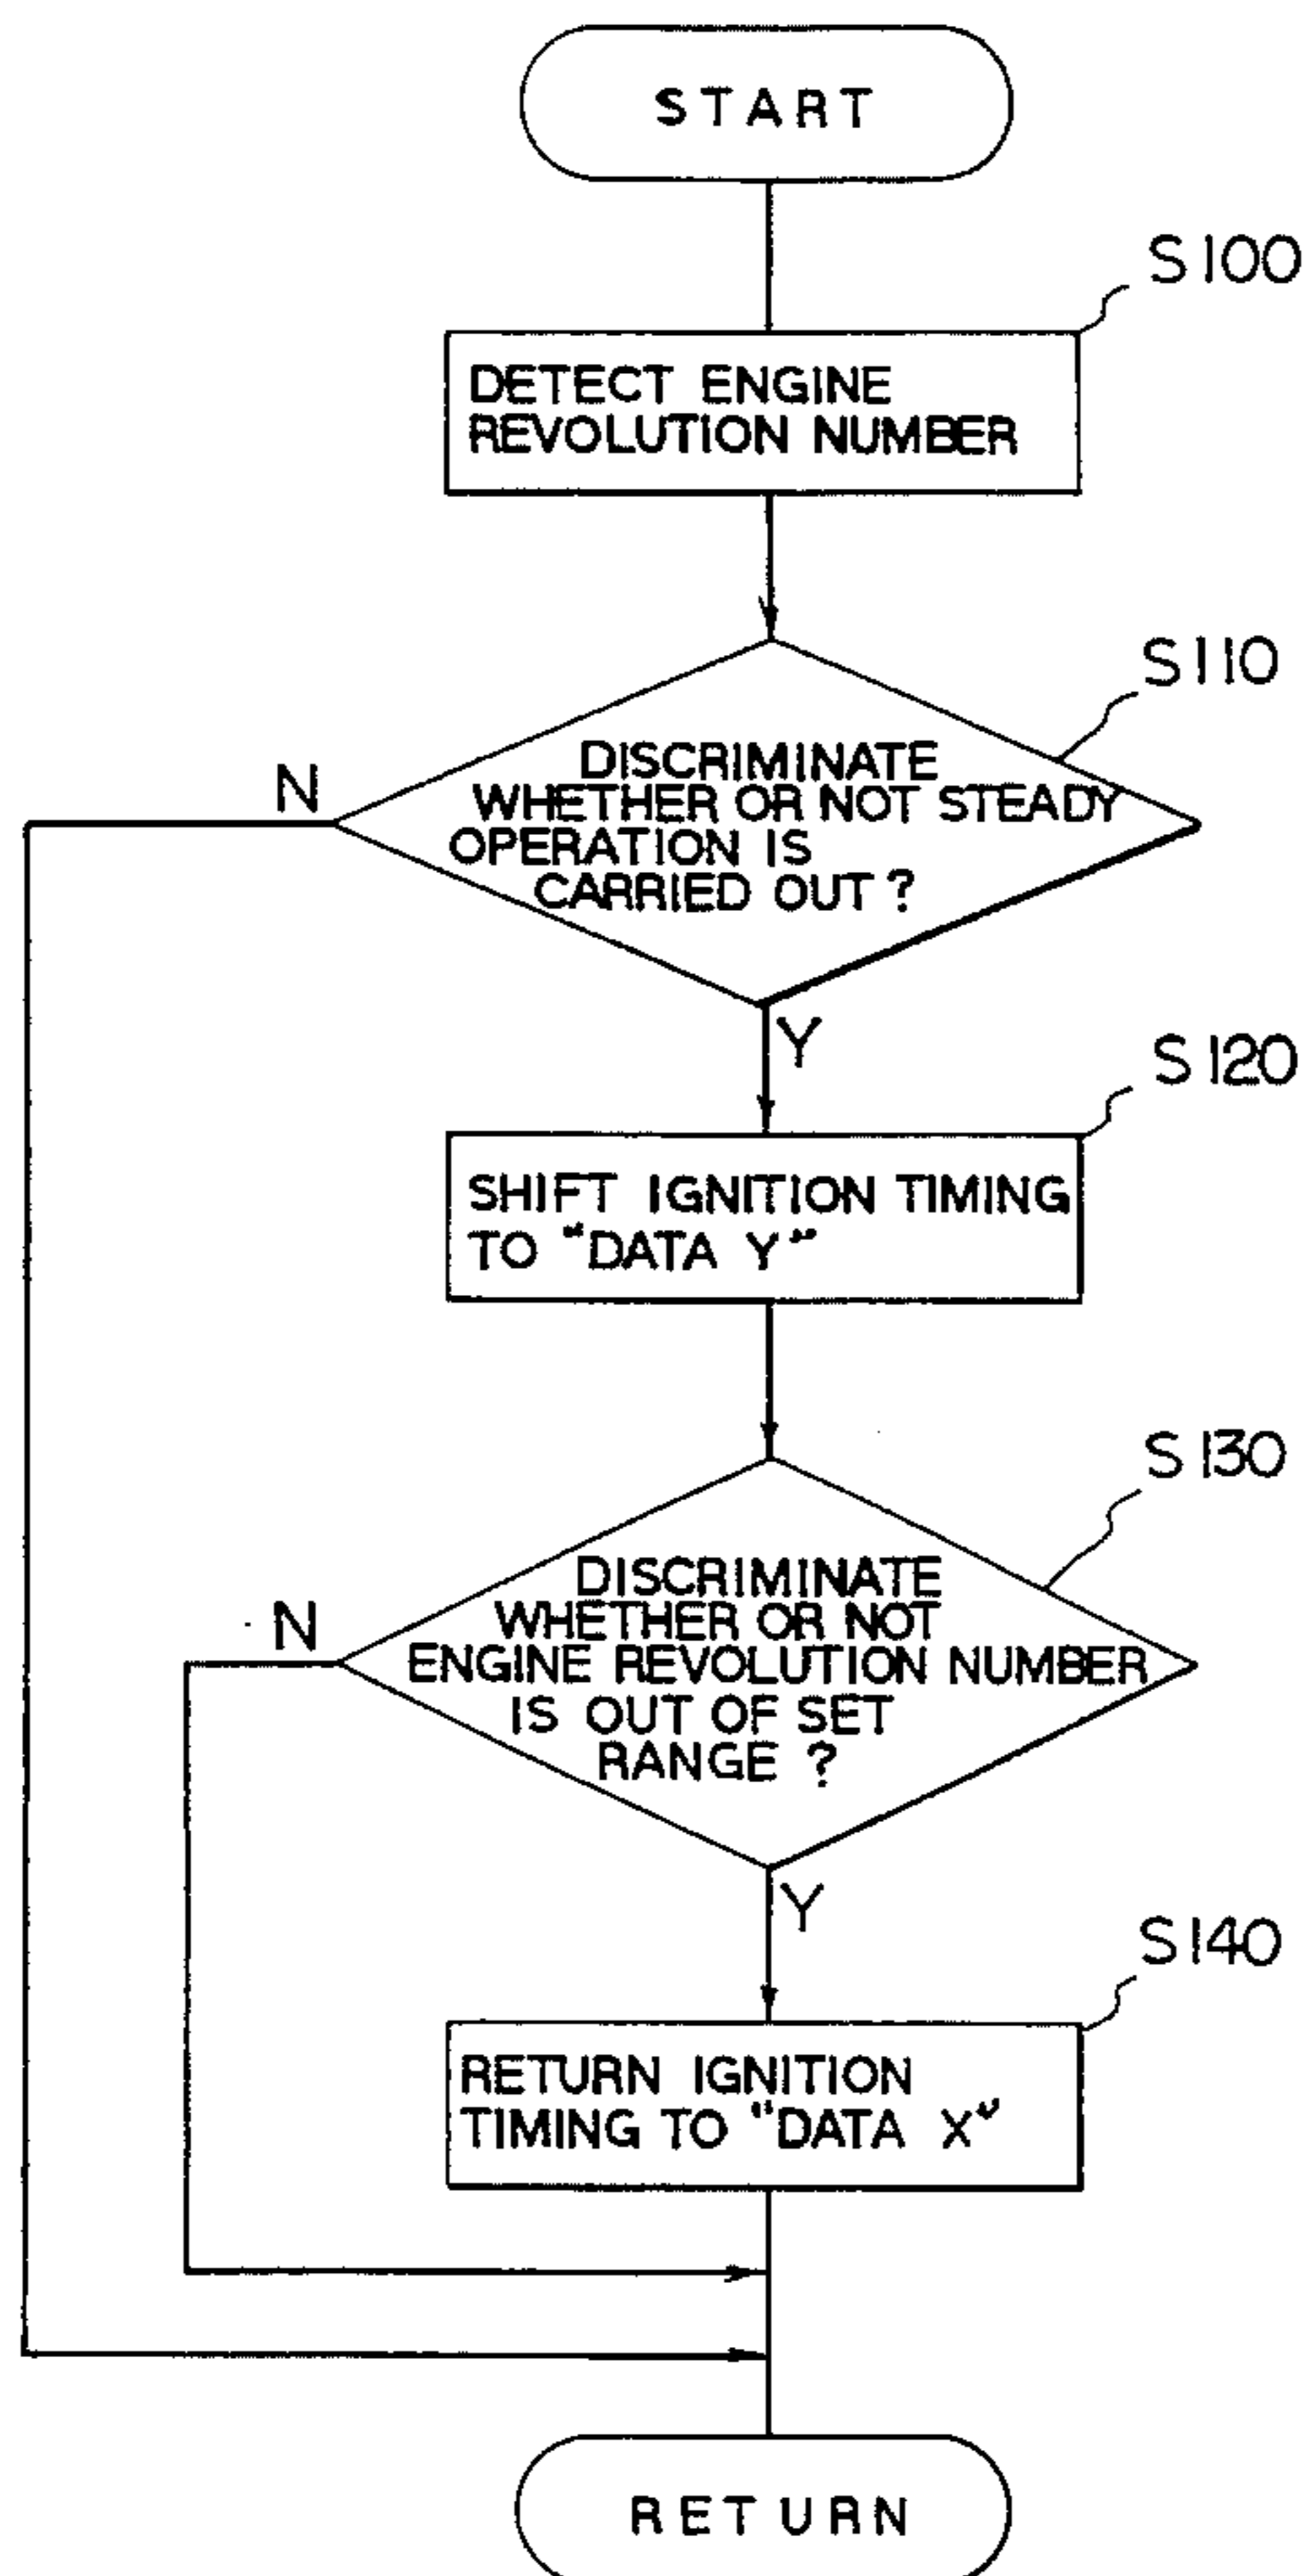 START
S100
DETECT ENGINE
REVOLUTION NUMBER
S110
DISCRIMINATE
WHETHER OR NOT STEADY
OPERATION IS
CARRIED OUT?
N
Y
S120
SHIFT IGNITION TIMING
TO "DATA Y"
S130
DISCRIMINATE
WHETHER OR NOT
ENGINE REVOLUTION NUMBER
IS OUT OF SET
RANGE ?
N
Y
S140
RETURN IGNITION
TIMING TO "DATA X"
RETURN